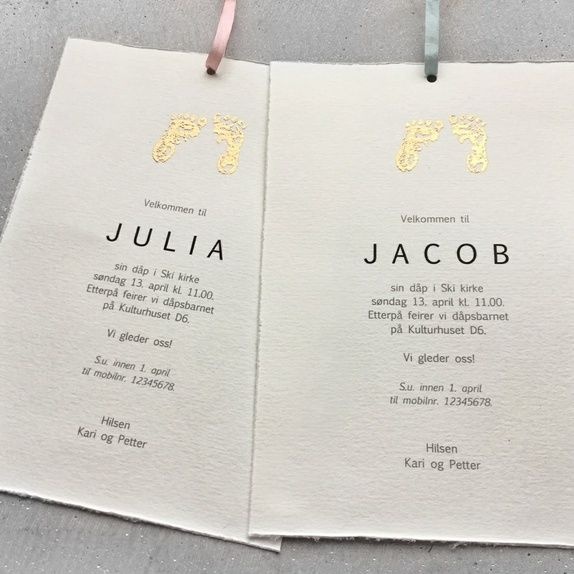 Velkommen til
JULIA
sin dåp i Ski kirke
søndag 13. april kl. 11.00.
Etterpå feirer vi dåpsbarnet
på Kulturhuset D6.
Vi gleder oss!
S.u. innen 1. april
til mobilnr. 12345678.
Hilsen
Kari og Petter
Velkommen til
JACOB
sin dåp i Ski kirke
søndag 13. april kl. 11.00.
Etterpå feirer vi dåpsbarnet
på Kulturhuset D6.
Vi gleder oss!
S.u. innen 1. april
til mobilnr. 12345678.
Hilsen
Kari og Petter